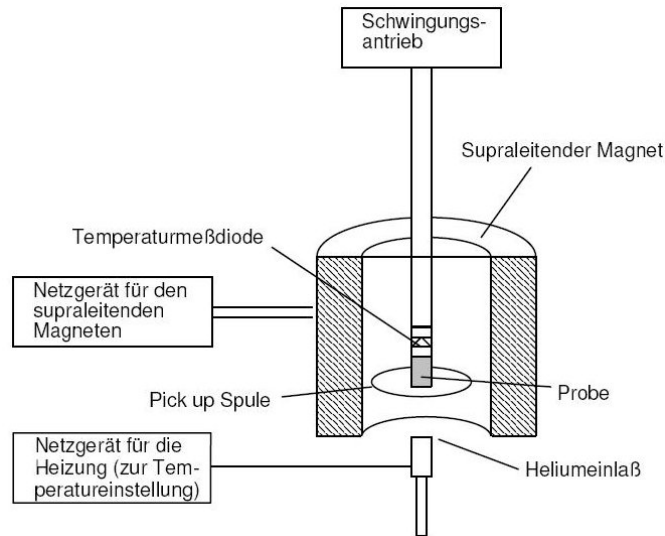 Schwingungs-
antrieb
Supraleitender Magnet
Temperaturmeßdiode
Netzgerät für den
supraleitenden
Magneten
Pick up Spule
Probe
Netzgerät für die
Heizung (zur Tem-
peratureinstellung)
Heliumeinlaß